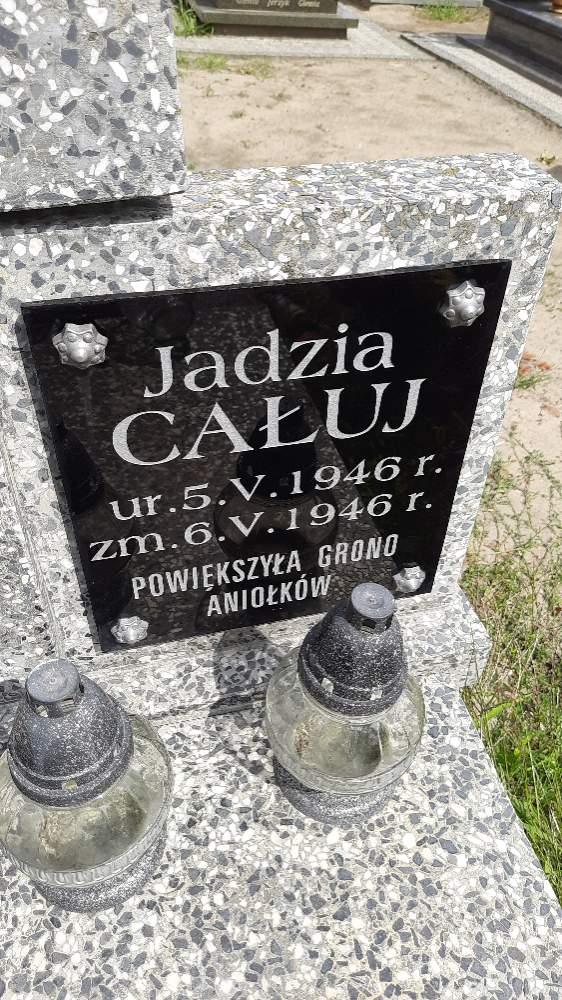 Jadzia
CAŁUJ
ur. 5.V.1946 r.
zm. 6.V.1946 r.
POWIĘKSZYŁA GRONO
ANIOŁKÓW